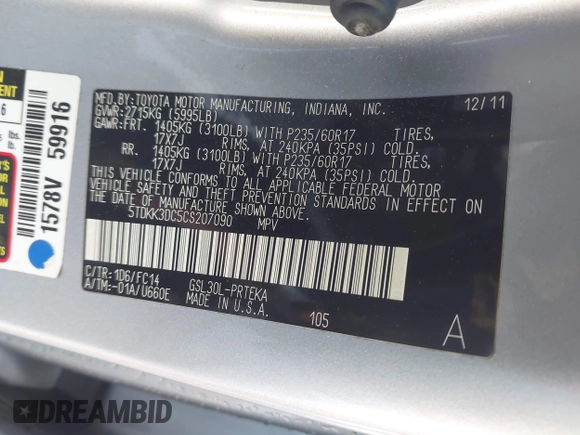 MFD.BY:TOYOTA MOTOR MANUFACTURING, INDIANA, INC. 12/11
GVWR:2715KG (5995LB)
GAWR:FRT. 1405KG (3100LB) WITH P235/60R17 TIRES,
17X7J RIMS, AT 240KPA (35PSI) COLD.
RR. 1405KG (3100LB) WITH P235/60R17 TIRES,
17X7J RIMS, AT 240KPA (35PSI) COLD.
THIS VEHICLE CONFORMS TO ALL APPLICABLE FEDERAL MOTOR
VEHICLE SAFETY AND THEFT PREVENTION STANDARDS IN EFFECT ON
THE DATE OF MANUFACTURE SHOWN ABOVE.
5TDKK3DC5CS207090 MPV
C/TR:1D6/FC14 GSL30L-PRTEKA
A/TM:-01A/U660E MADE IN U.S.A.
105
A
1578V 59916
6
DREAMBID